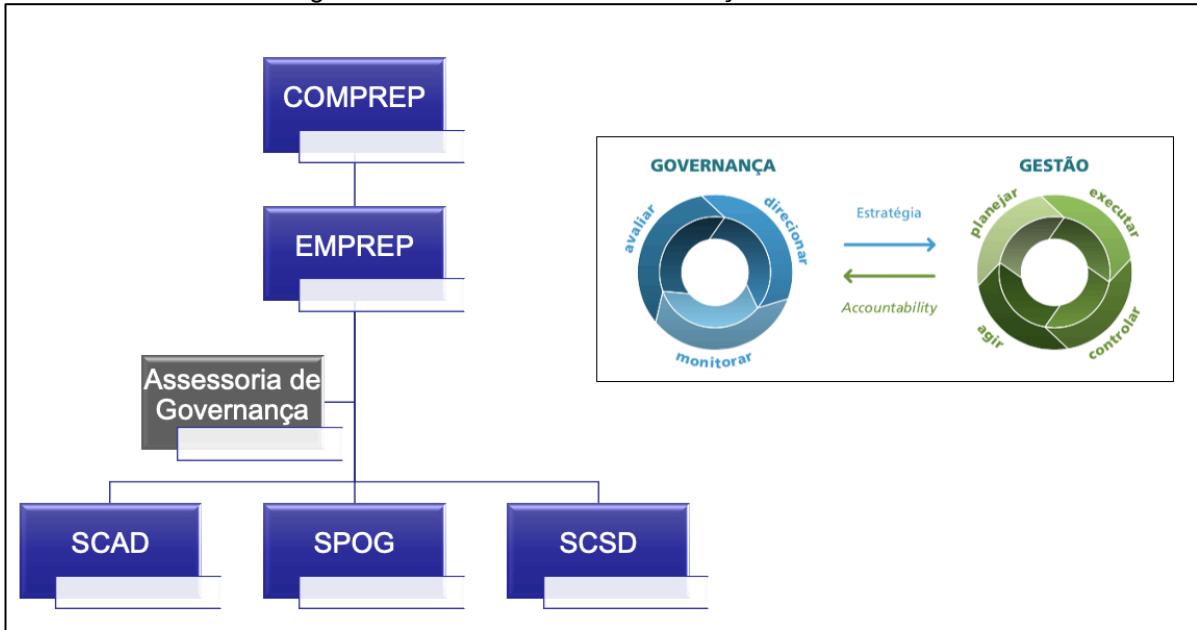 COMPREP
EMPREP
Assessoria de
Governança
SCAD
SPOG
SCSD
GOVERNANÇA
avaliar
direcionar
monitorar
Estratégia
Accountability
GESTÃO
planejar
executar
controlar
agir